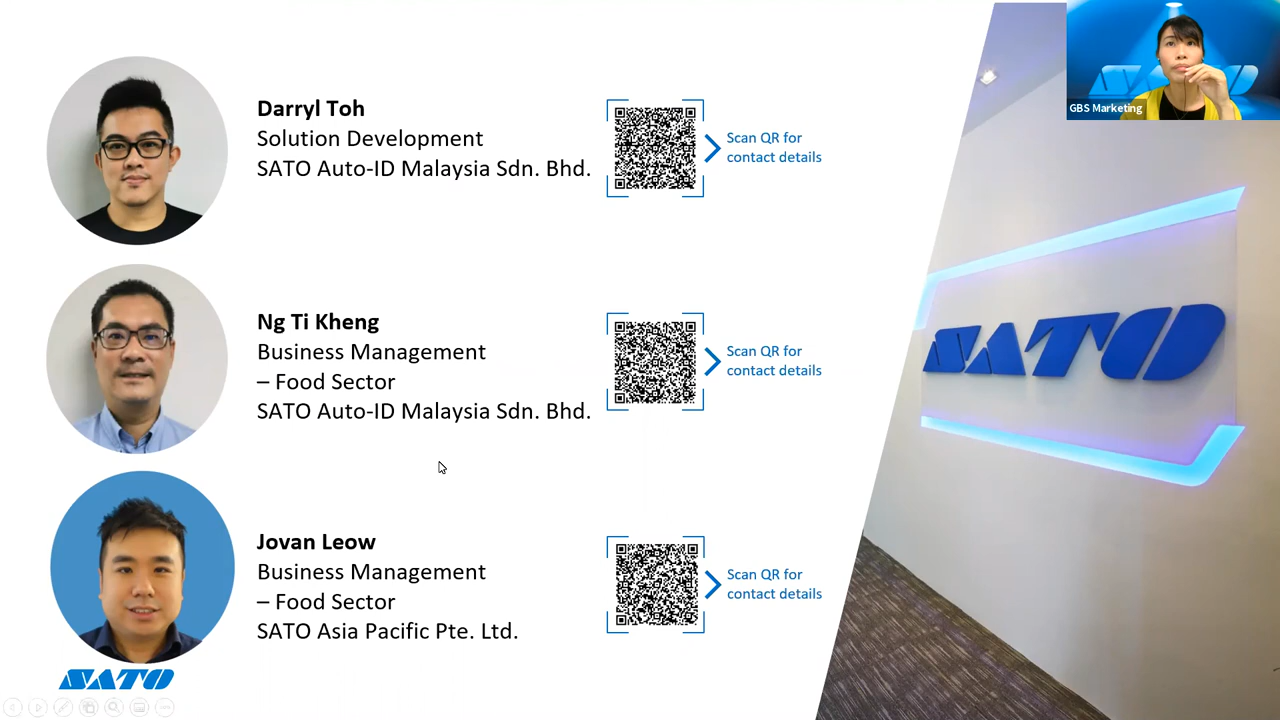 Darryl Toh
Solution Development
SATO Auto-ID Malaysia Sdn. Bhd.
Scan QR for
contact details
Ng Ti Kheng
Business Management
– Food Sector
SATO Auto-ID Malaysia Sdn. Bhd.
Scan QR for
contact details
Jovan Leow
Business Management
– Food Sector
SATO Asia Pacific Pte. Ltd.
Scan QR for
contact details
SATO
SATO
SATO
GBS Marketing